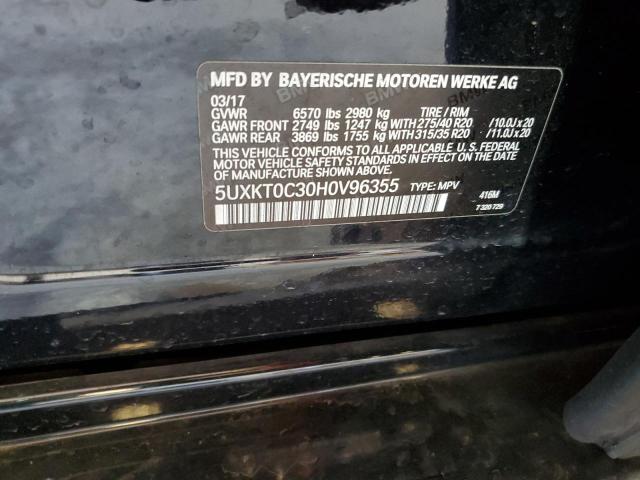 MFD BY BAYERISCHE MOTOREN WERKE AG
03/17
GVWR 6570 lbs 2980 kg TIRE / RIM
GAWR FRONT 2749 lbs 1247 kg WITH 275/40 R20 /10.0J x 20
GAWR REAR 3869 lbs 1755 kg WITH 315/35 R20 /11.0J x 20
THIS VEHICLE CONFORMS TO ALL APPLICABLE U. S. FEDERAL
MOTOR VEHICLE SAFETY STANDARDS IN EFFECT ON THE DATE
OF MANUFACTURE SHOWN ABOVE.
5UXKT0C30H0V96355 TYPE: MPV 416M
7 320 729